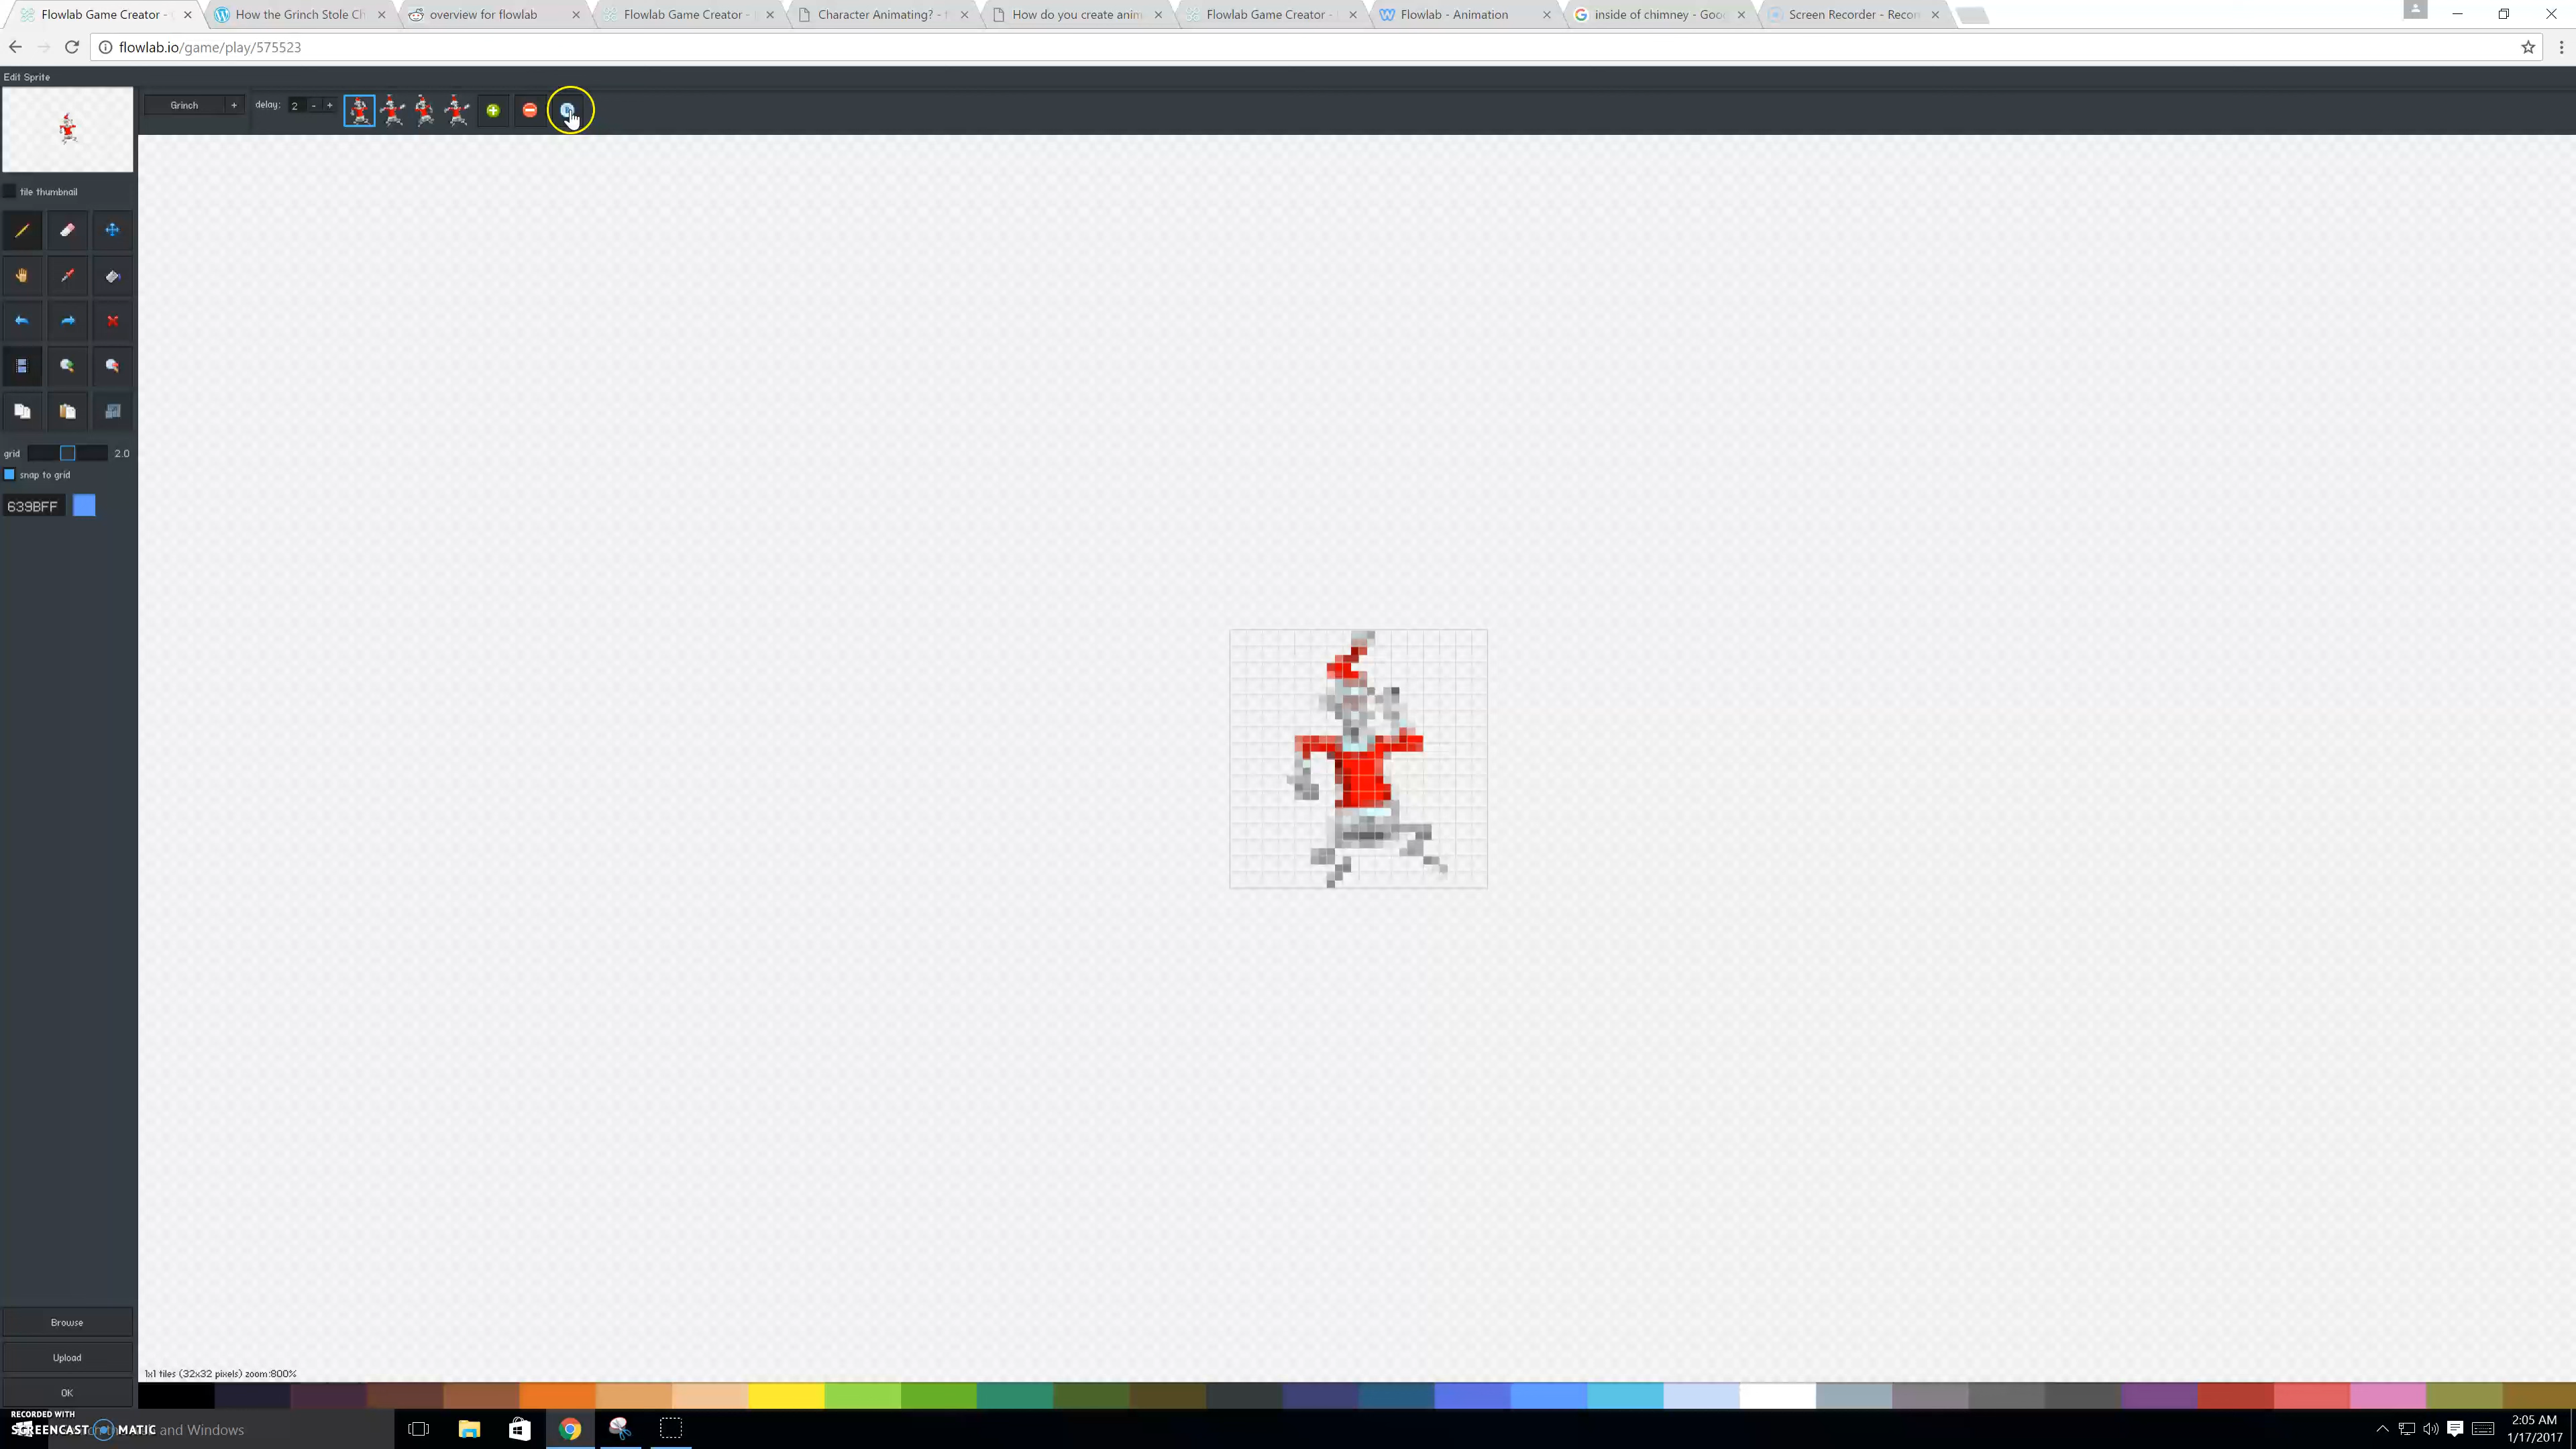 Flowlab Game Creator -
How the Grinch Stole Ch
overview for flowlab
Flowlab Game Creator -
Character Animating? -
How do you create anim
Flowlab Game Creator -
Flowlab - Animation
inside of chimney - Goo
Screen Recorder - Recor
flowlab.io/game/play/575523
Edit Sprite
Grinch + delay: 2 - +
tile thumbnail
grid 2.0
snap to grid
639BFF
Browse
Upload
1x1 tiles (32x32 pixels) zoom:800%
OK
RECORDED WITH
SCREENCAST MATIC
and Windows
2:05 AM
1/17/2017